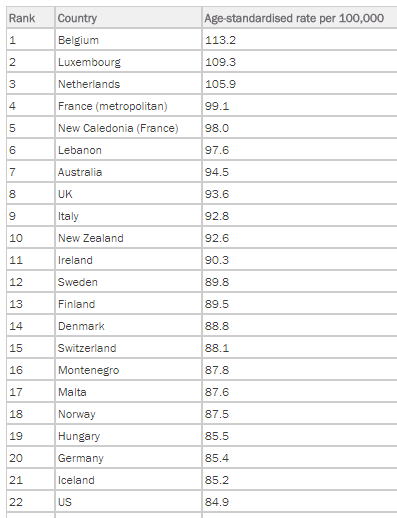 Rank Country Age-standardised rate per 100,000
1 Belgium 113.2
2 Luxembourg 109.3
3 Netherlands 105.9
4 France (metropolitan) 99.1
5 New Caledonia (France) 98.0
6 Lebanon 97.6
7 Australia 94.5
8 UK 93.6
9 Italy 92.8
10 New Zealand 92.6
11 Ireland 90.3
12 Sweden 89.8
13 Finland 89.5
14 Denmark 88.8
15 Switzerland 88.1
16 Montenegro 87.8
17 Malta 87.6
18 Norway 87.5
19 Hungary 85.5
20 Germany 85.4
21 Iceland 85.2
22 US 84.9